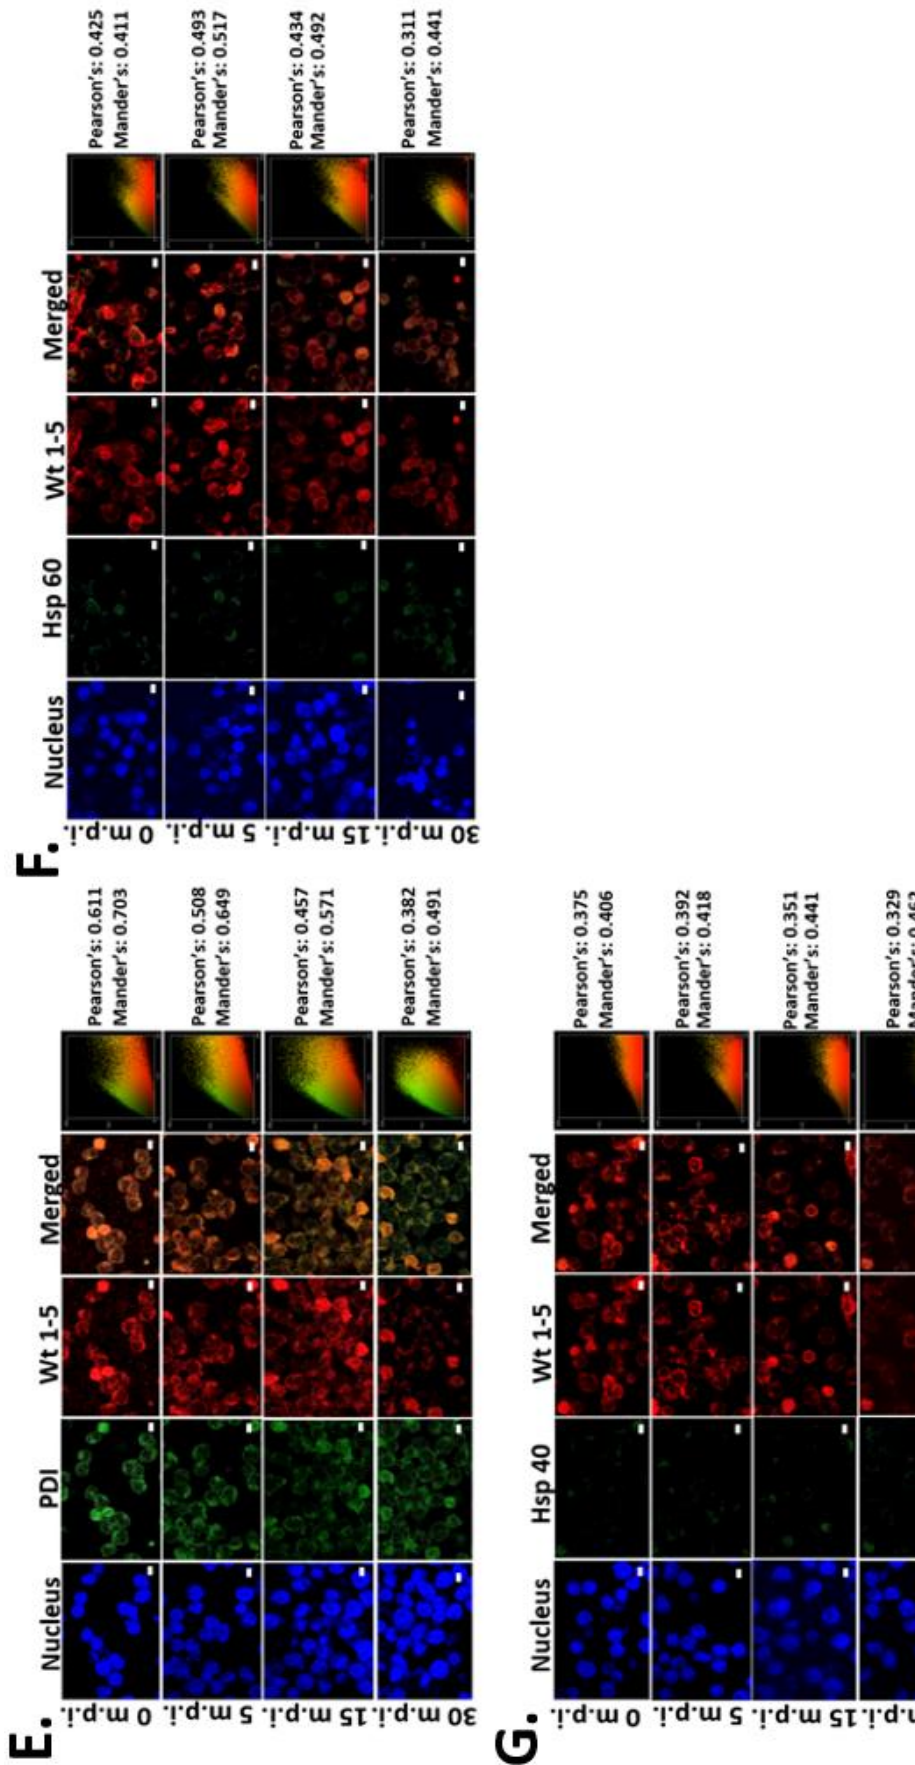 E.
Nucleus PDI Wt 1-5 Merged
0 m.p.i.
Pearson's: 0.611
Mander's: 0.703
5 m.p.i.
Pearson's: 0.508
Mander's: 0.649
15 m.p.i.
Pearson's: 0.457
Mander's: 0.571
30 m.p.i.
Pearson's: 0.382
Mander's: 0.491
F.
Nucleus Hsp 60 Wt 1-5 Merged
0 m.p.i.
Pearson's: 0.425
Mander's: 0.411
5 m.p.i.
Pearson's: 0.493
Mander's: 0.517
15 m.p.i.
Pearson's: 0.434
Mander's: 0.492
30 m.p.i.
Pearson's: 0.311
Mander's: 0.441
G.
Nucleus Hsp 40 Wt 1-5 Merged
0 m.p.i.
Pearson's: 0.375
Mander's: 0.406
5 m.p.i.
Pearson's: 0.392
Mander's: 0.418
15 m.p.i.
Pearson's: 0.351
Mander's: 0.441
Pearson's: 0.329